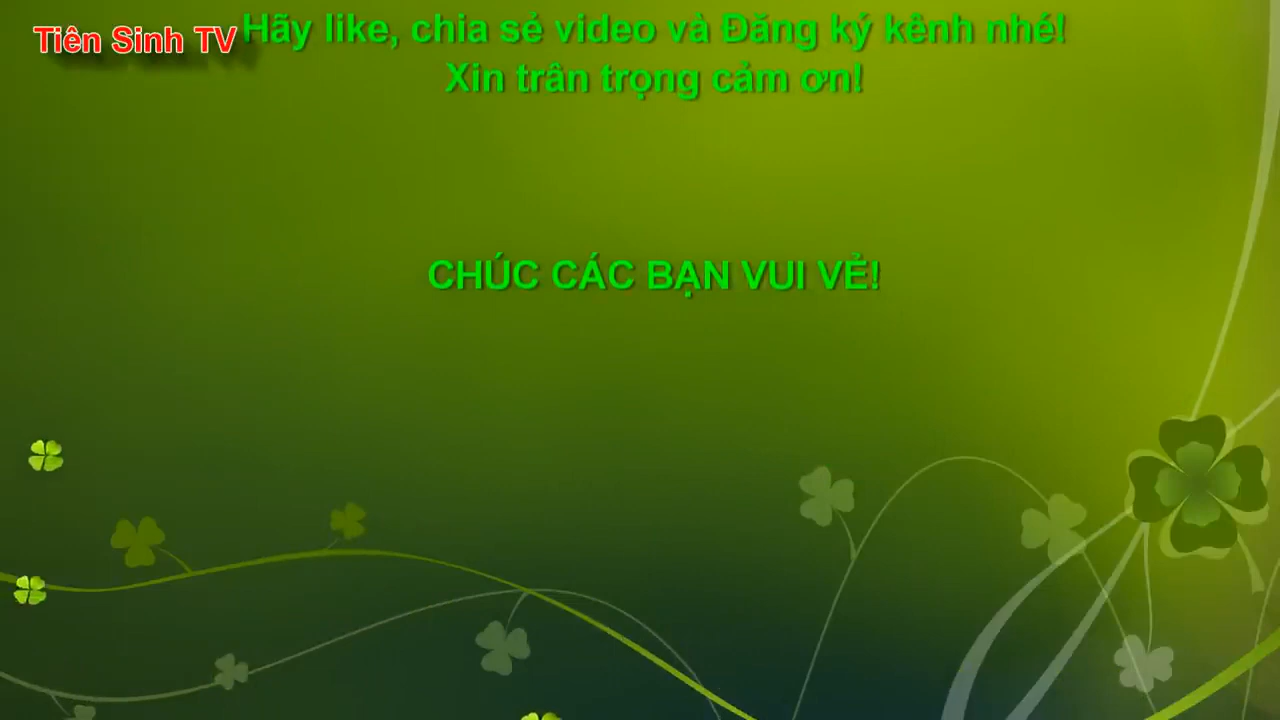 Tiên Sinh TV
Hãy like, chia sẻ video và Đăng ký kênh nhé!
Xin trân trọng cảm ơn!
CHÚC CÁC BẠN VUI VẺ!